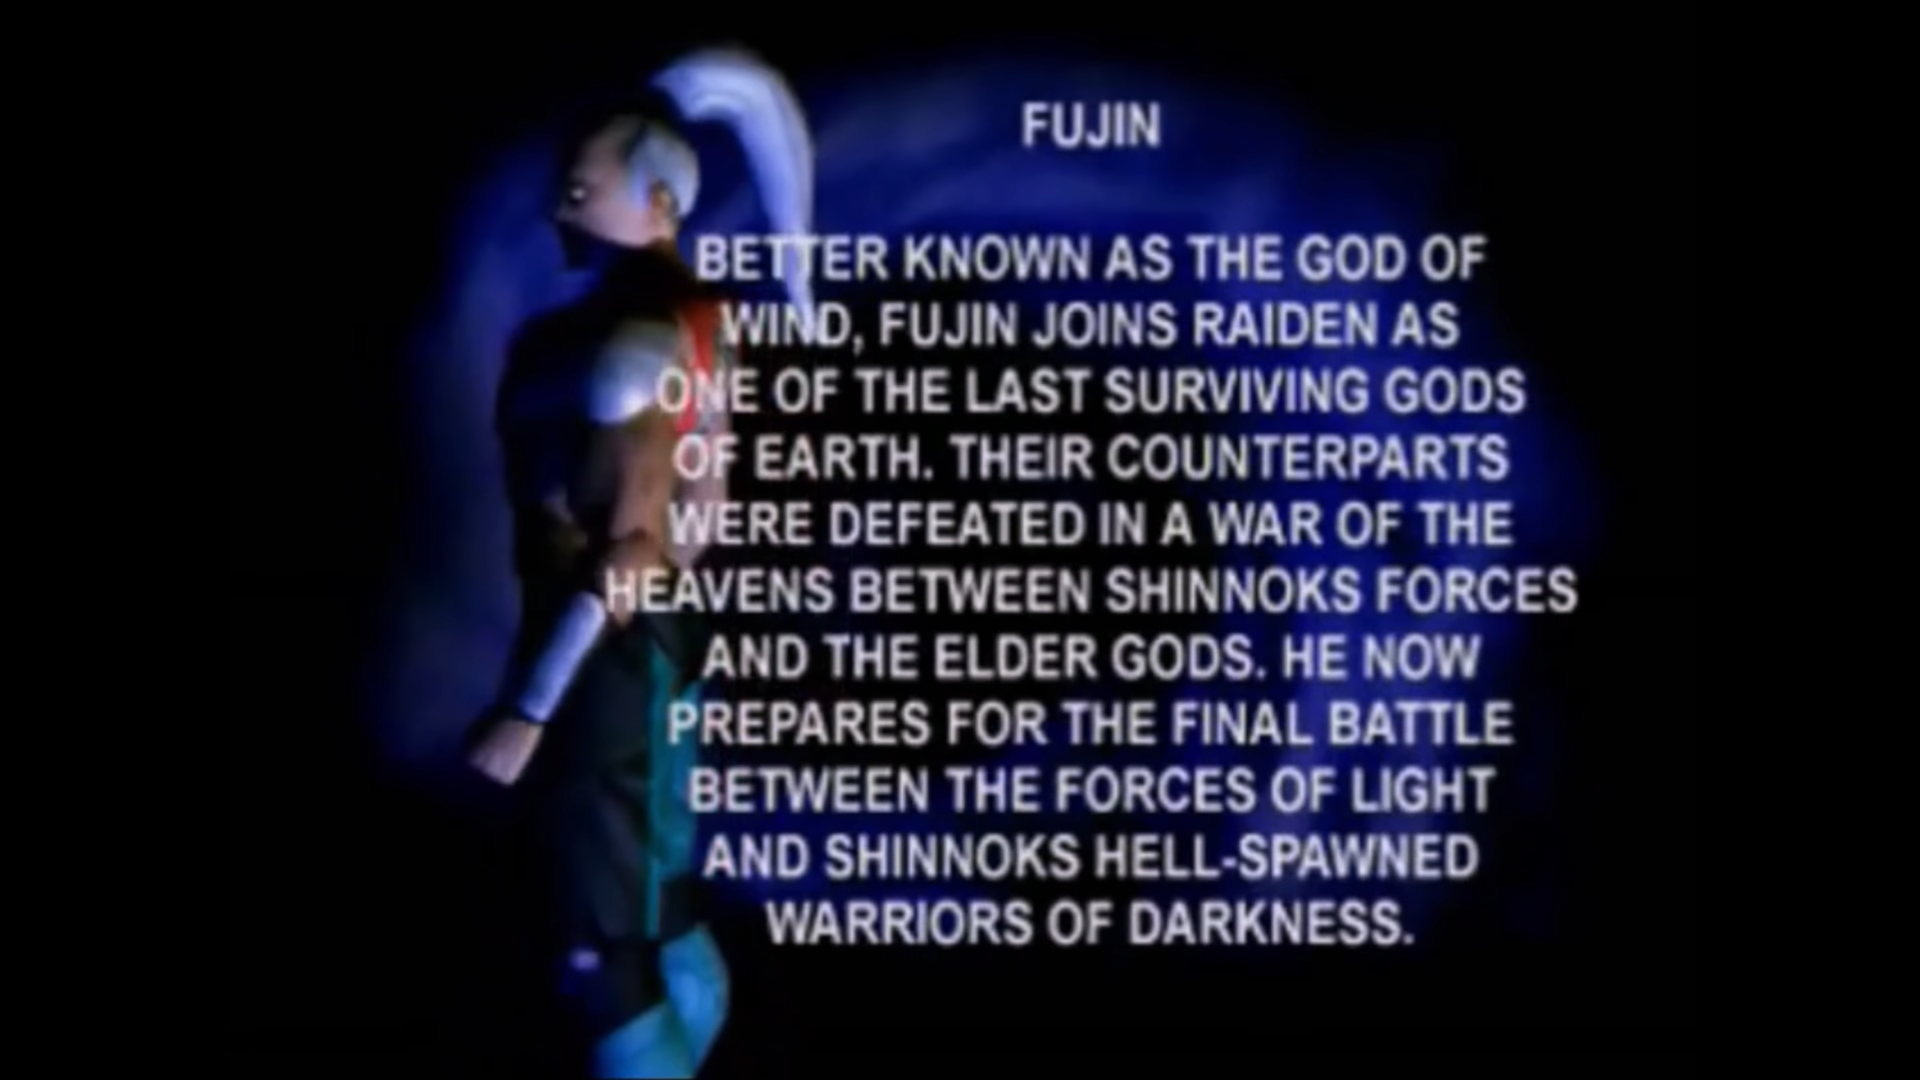 FUJIN
BETTER KNOWN AS THE GOD OF
WIND, FUJIN JOINS RAIDEN AS
ONE OF THE LAST SURVIVING GODS
OF EARTH. THEIR COUNTERPARTS
WERE DEFEATED IN A WAR OF THE
HEAVENS BETWEEN SHINNOKS FORCES
AND THE ELDER GODS. HE NOW
PREPARES FOR THE FINAL BATTLE
BETWEEN THE FORCES OF LIGHT
AND SHINNOKS HELL-SPAWNED
WARRIORS OF DARKNESS.